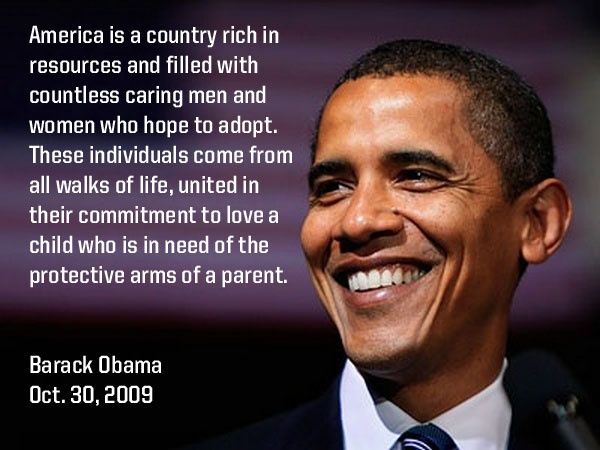 America is a country rich in
resources and filled with
countless caring men and
women who hope to adopt.
These individuals come from
all walks of life, united in
their commitment to love a
child who is in need of the
protective arms of a parent.
Barack Obama
Oct. 30, 2009